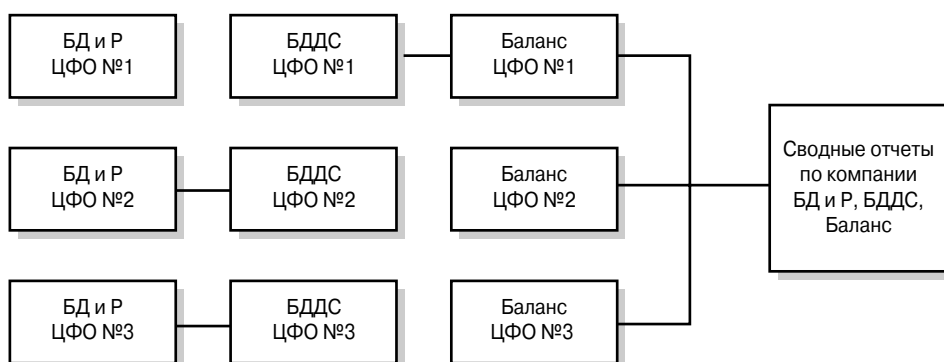 БД и Р
ЦФО №1
БДДС
ЦФО №1
Баланс
ЦФО №1
БД и Р
ЦФО №2
БДДС
ЦФО №2
Баланс
ЦФО №2
БД и Р
ЦФО №3
БДДС
ЦФО №3
Баланс
ЦФО №3
Сводные отчеты
по компании
БД и Р, БДДС,
Баланс